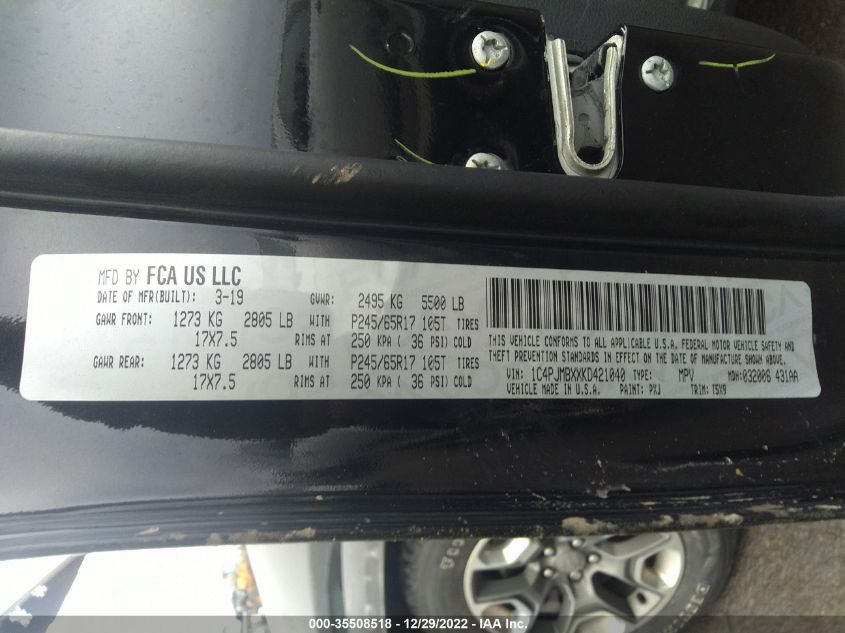 MFD BY FCA US LLC
DATE OF MFR(BUILT): 3-19 GVWR: 2495 KG 5500 LB
GAWR FRONT: 1273 KG 2805 LB WITH P245/65R17 105T TIRES
17X7.5 RIMS AT 250 KPA ( 36 PSI) COLD
GAWR REAR: 1273 KG 2805 LB WITH P245/65R17 105T TIRES
17X7.5 RIMS AT 250 KPA ( 36 PSI) COLD
THIS VEHICLE CONFORMS TO ALL APPLICABLE U.S.A. FEDERAL MOTOR VEHICLE SAFETY AND
THEFT PREVENTION STANDARDS IN EFFECT ON THE DATE OF MANUFACTURE SHOWN ABOVE.
VIN: 1C4PJMBXXKD421040 TYPE: MPV MDH: 032006 431AA
VEHICLE MADE IN U.S.A. PAINT: PXJ TRIM: T5X9
000-35508518 - 12/29/2022 - IAA Inc.